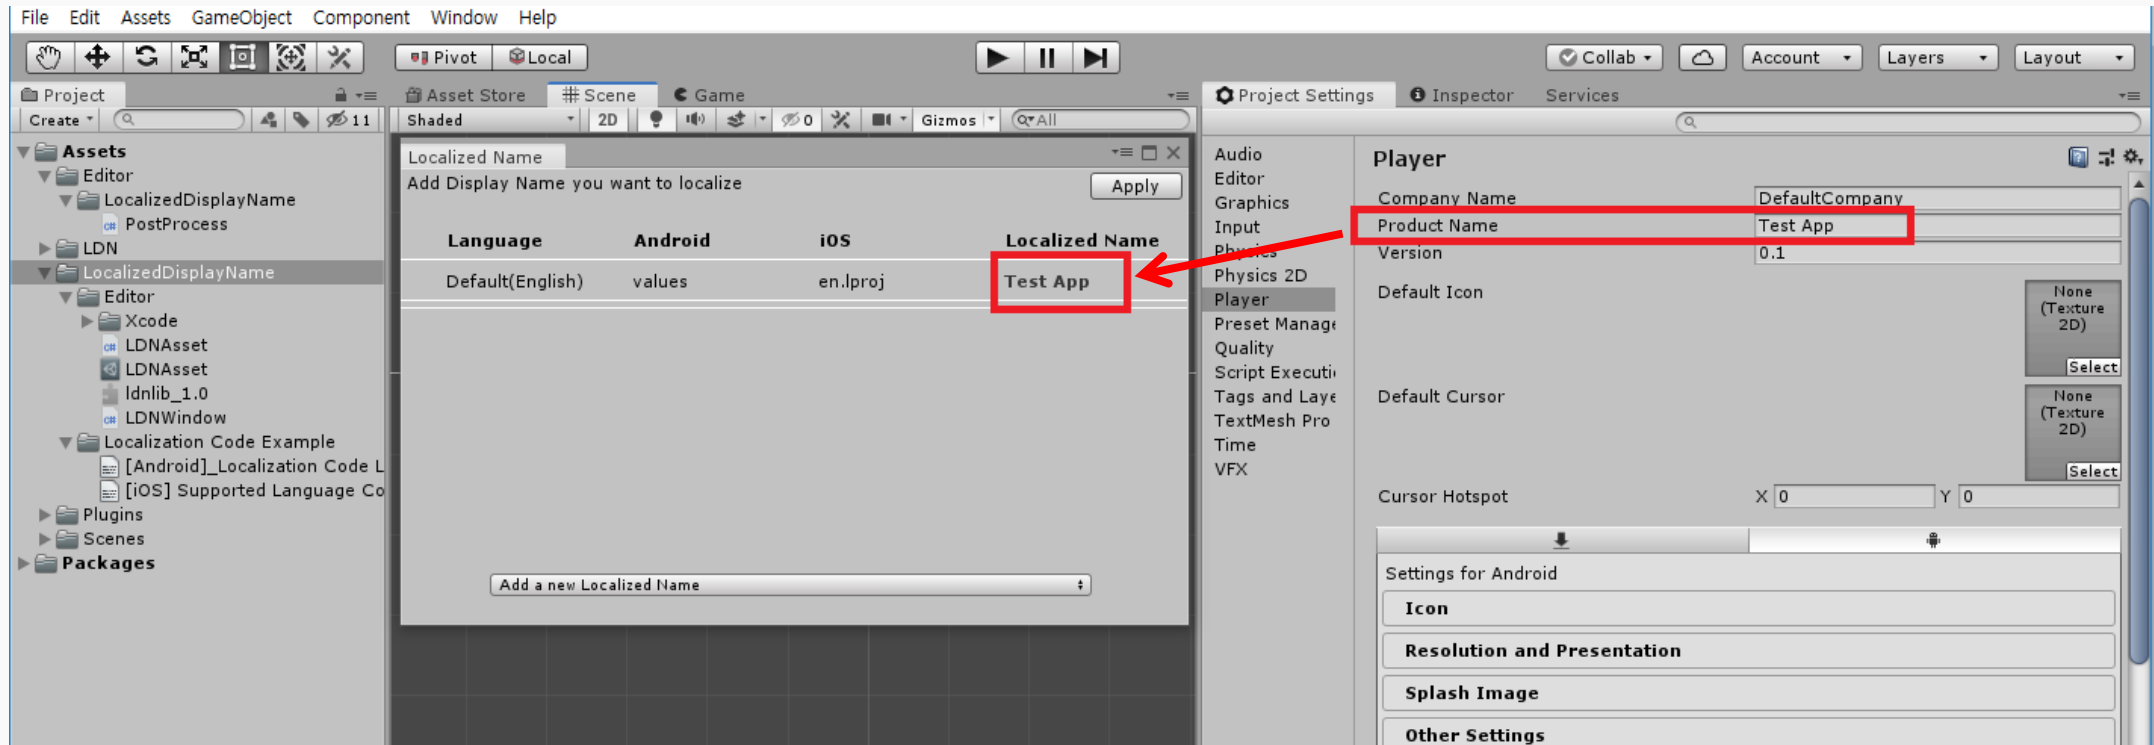 File Edit Assets GameObject Component Window Help
Pivot Local Collab Account Layers Layout
Project
Create 11
Assets
Editor
LocalizedDisplayName
PostProcess
LDN
LocalizedDisplayName
Editor
Xcode
LDNAsset
LDNAsset
ldnlib_1.0
LDNWindow
Localization Code Example
[Android]_Localization Code L
[iOS] Supported Language Co
Plugins
Scenes
Packages
Asset Store Scene Game
Shaded 2D 0 Gizmos All
Localized Name
Add Display Name you want to localize Apply
Language Android iOS Localized Name
Default(English) values en.lproj Test App
Add a new Localized Name
Project Settings Inspector Services
Audio
Editor
Graphics
Input
Physics
Physics 2D
Player
Preset Manage
Quality
Script Executi
Tags and Laye
TextMesh Pro
Time
VFX
Player
Company Name DefaultCompany
Product Name Test App
Version 0.1
Default Icon
None
(Texture
2D)
Select
Default Cursor
None
(Texture
2D)
Select
Cursor Hotspot X 0 Y 0
Settings for Android
Icon
Resolution and Presentation
Splash Image
Other Settings